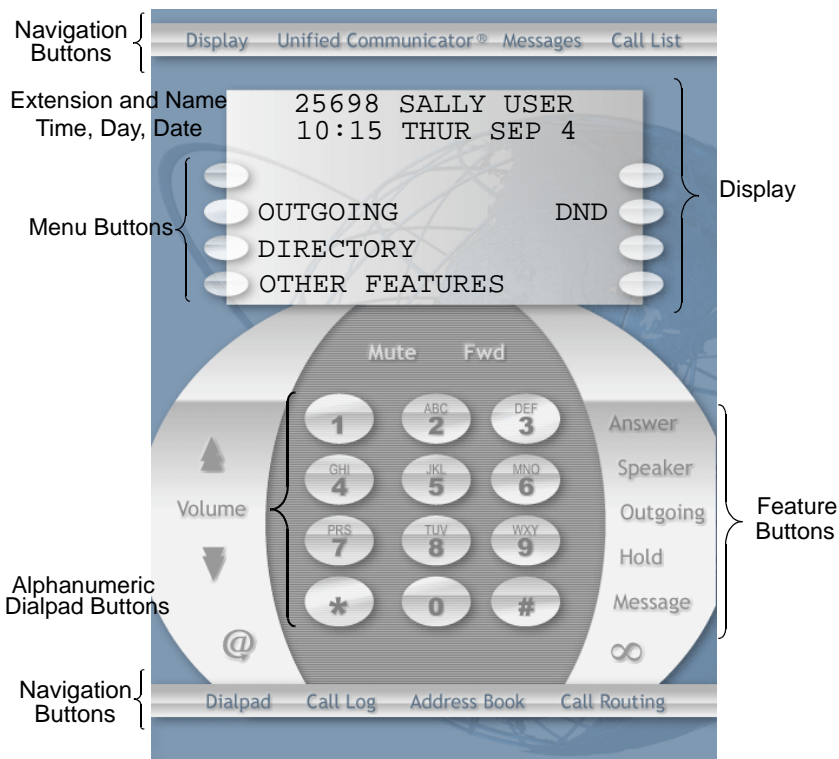 Navigation
Buttons
Display Unified Communicator® Messages Call List
Extension and Name
Time, Day, Date
25698 SALLY USER
10:15 THUR SEP 4
Display
Menu Buttons
OUTGOING DND
DIRECTORY
OTHER FEATURES
Mute Fwd
1 ABC 2 DEF 3
GHI 4 JKL 5 MNO 6
PRS 7 TUV 8 WXY 9
* 0 #
Volume
Alphanumeric
Dialpad Buttons
@
Answer
Speaker
Outgoing
Hold
Message
∞
Feature
Buttons
Navigation
Buttons
Dialpad Call Log Address Book Call Routing